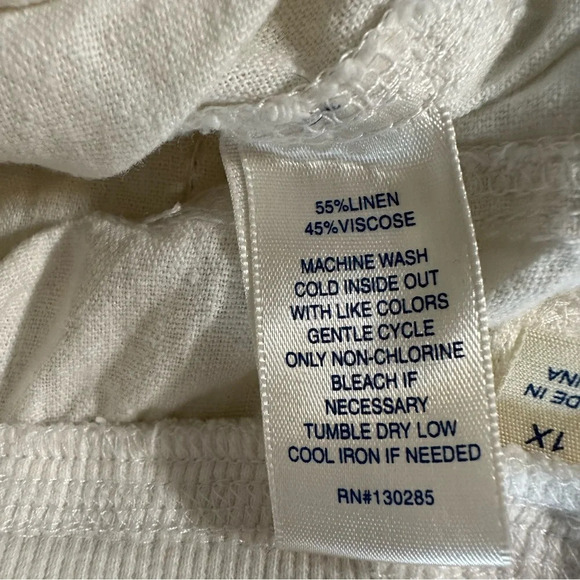 55%LINEN
45%VISCOSE
MACHINE WASH
COLD INSIDE OUT
WITH LIKE COLORS
GENTLE CYCLE
ONLY NON-CHLORINE
BLEACH IF
NECESSARY
TUMBLE DRY LOW
COOL IRON IF NEEDED
RN#130285
1X
IN